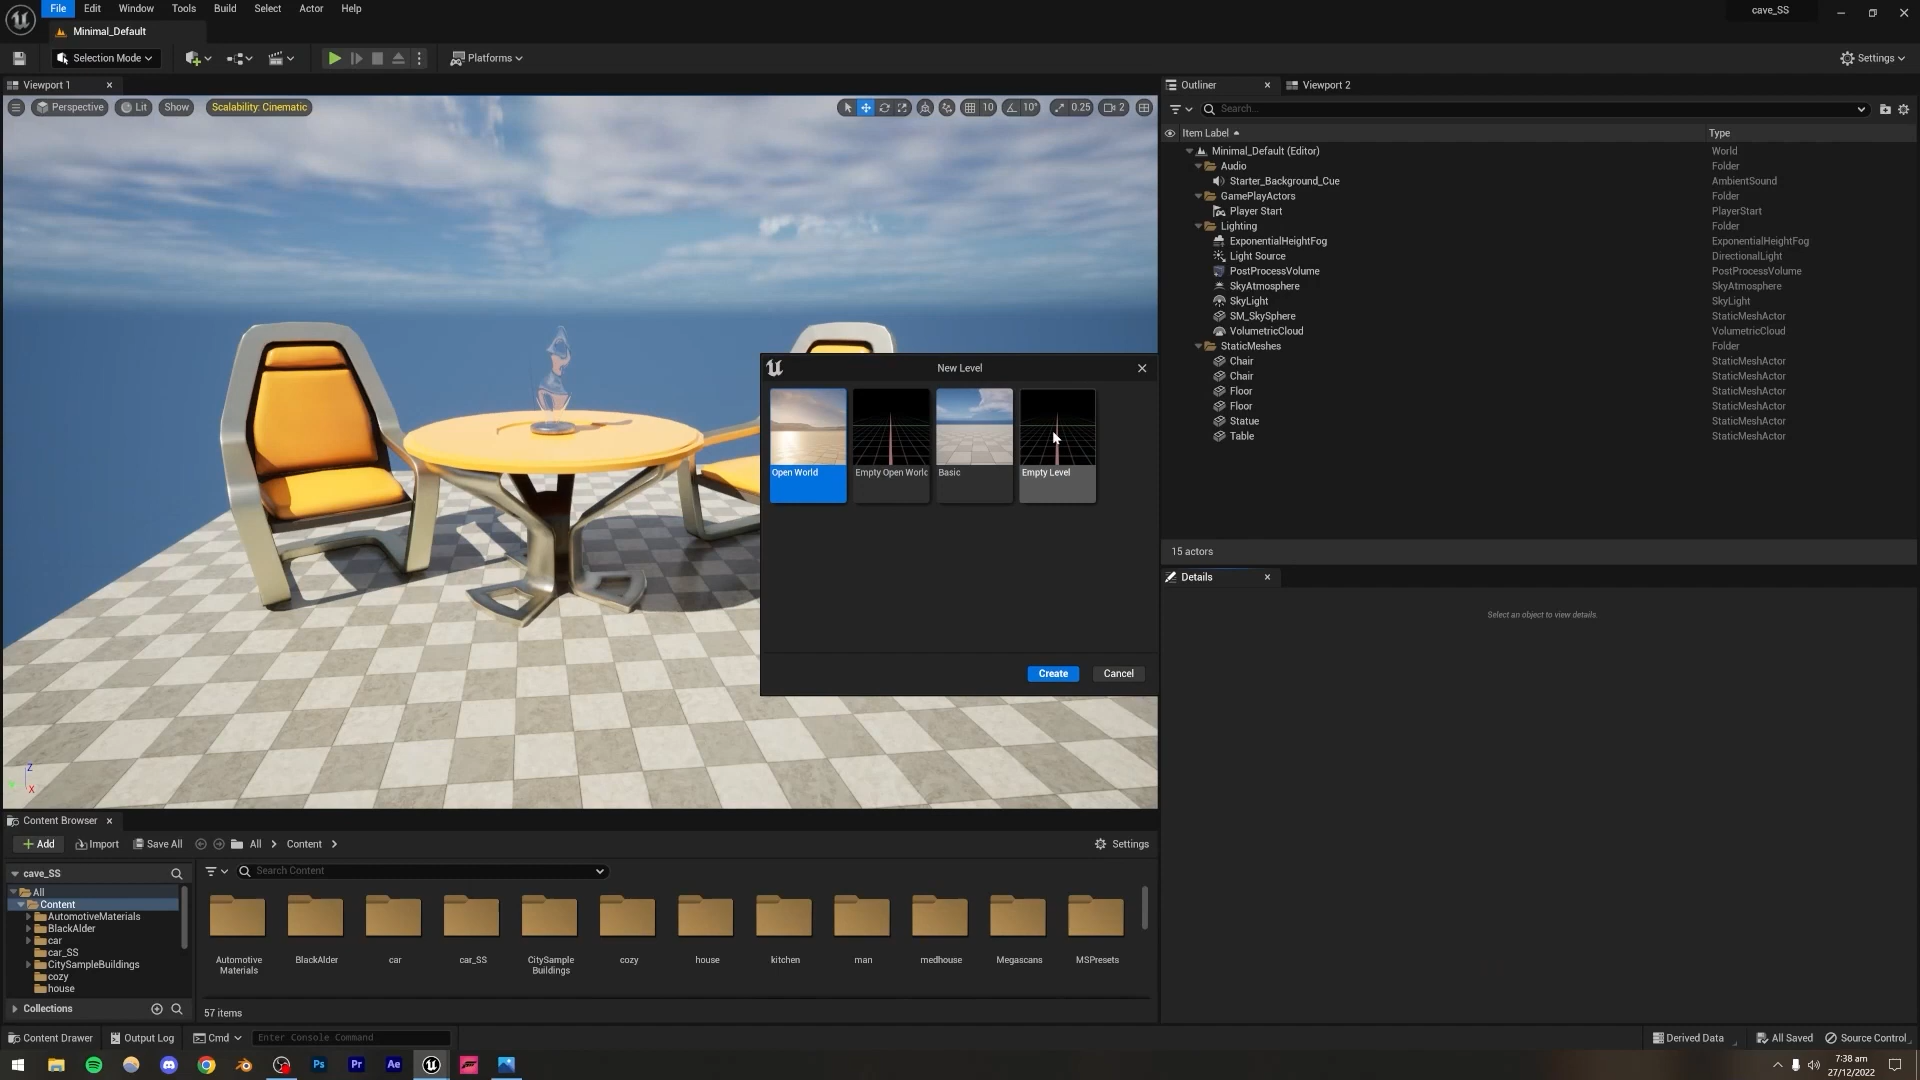 File Edit Window Tools Build Select Actor Help
cave_SS
Minimal_Default
Selection Mode
Platforms
Settings
Viewport 1
Perspective Lit Show Scalability: Cinematic
10 10° 0.25 2
Outliner Viewport 2
Search...
Item Label Type
Minimal_Default (Editor) World
Audio Folder
Starter_Background_Cue AmbientSound
GamePlayActors Folder
Player Start PlayerStart
Lighting Folder
ExponentialHeightFog ExponentialHeightFog
Light Source DirectionalLight
PostProcessVolume PostProcessVolume
SkyAtmosphere SkyAtmosphere
SkyLight SkyLight
SM_SkySphere StaticMeshActor
VolumetricCloud VolumetricCloud
StaticMeshes Folder
Chair StaticMeshActor
Chair StaticMeshActor
Floor StaticMeshActor
Floor StaticMeshActor
Statue StaticMeshActor
Table StaticMeshActor
15 actors
Details
Select an object to view details.
New Level
Open World Empty Open World Basic Empty Level
Create Cancel
Z
X
Content Browser
Add Import Save All All Content Settings
cave_SS
Search Content
All
Content
AutomotiveMaterials
BlackAlder
car
car_SS
CitySampleBuildings
cozy
house
Collections
Automotive Materials
BlackAlder
car
car_SS
CitySample Buildings
cozy
house
kitchen
man
medhouse
Megascans
MSPresets
57 items
Content Drawer Output Log Cmd Enter Console Command Derived Data All Saved Source Control
Ps Pr Ae
7:38 am
27/12/2022